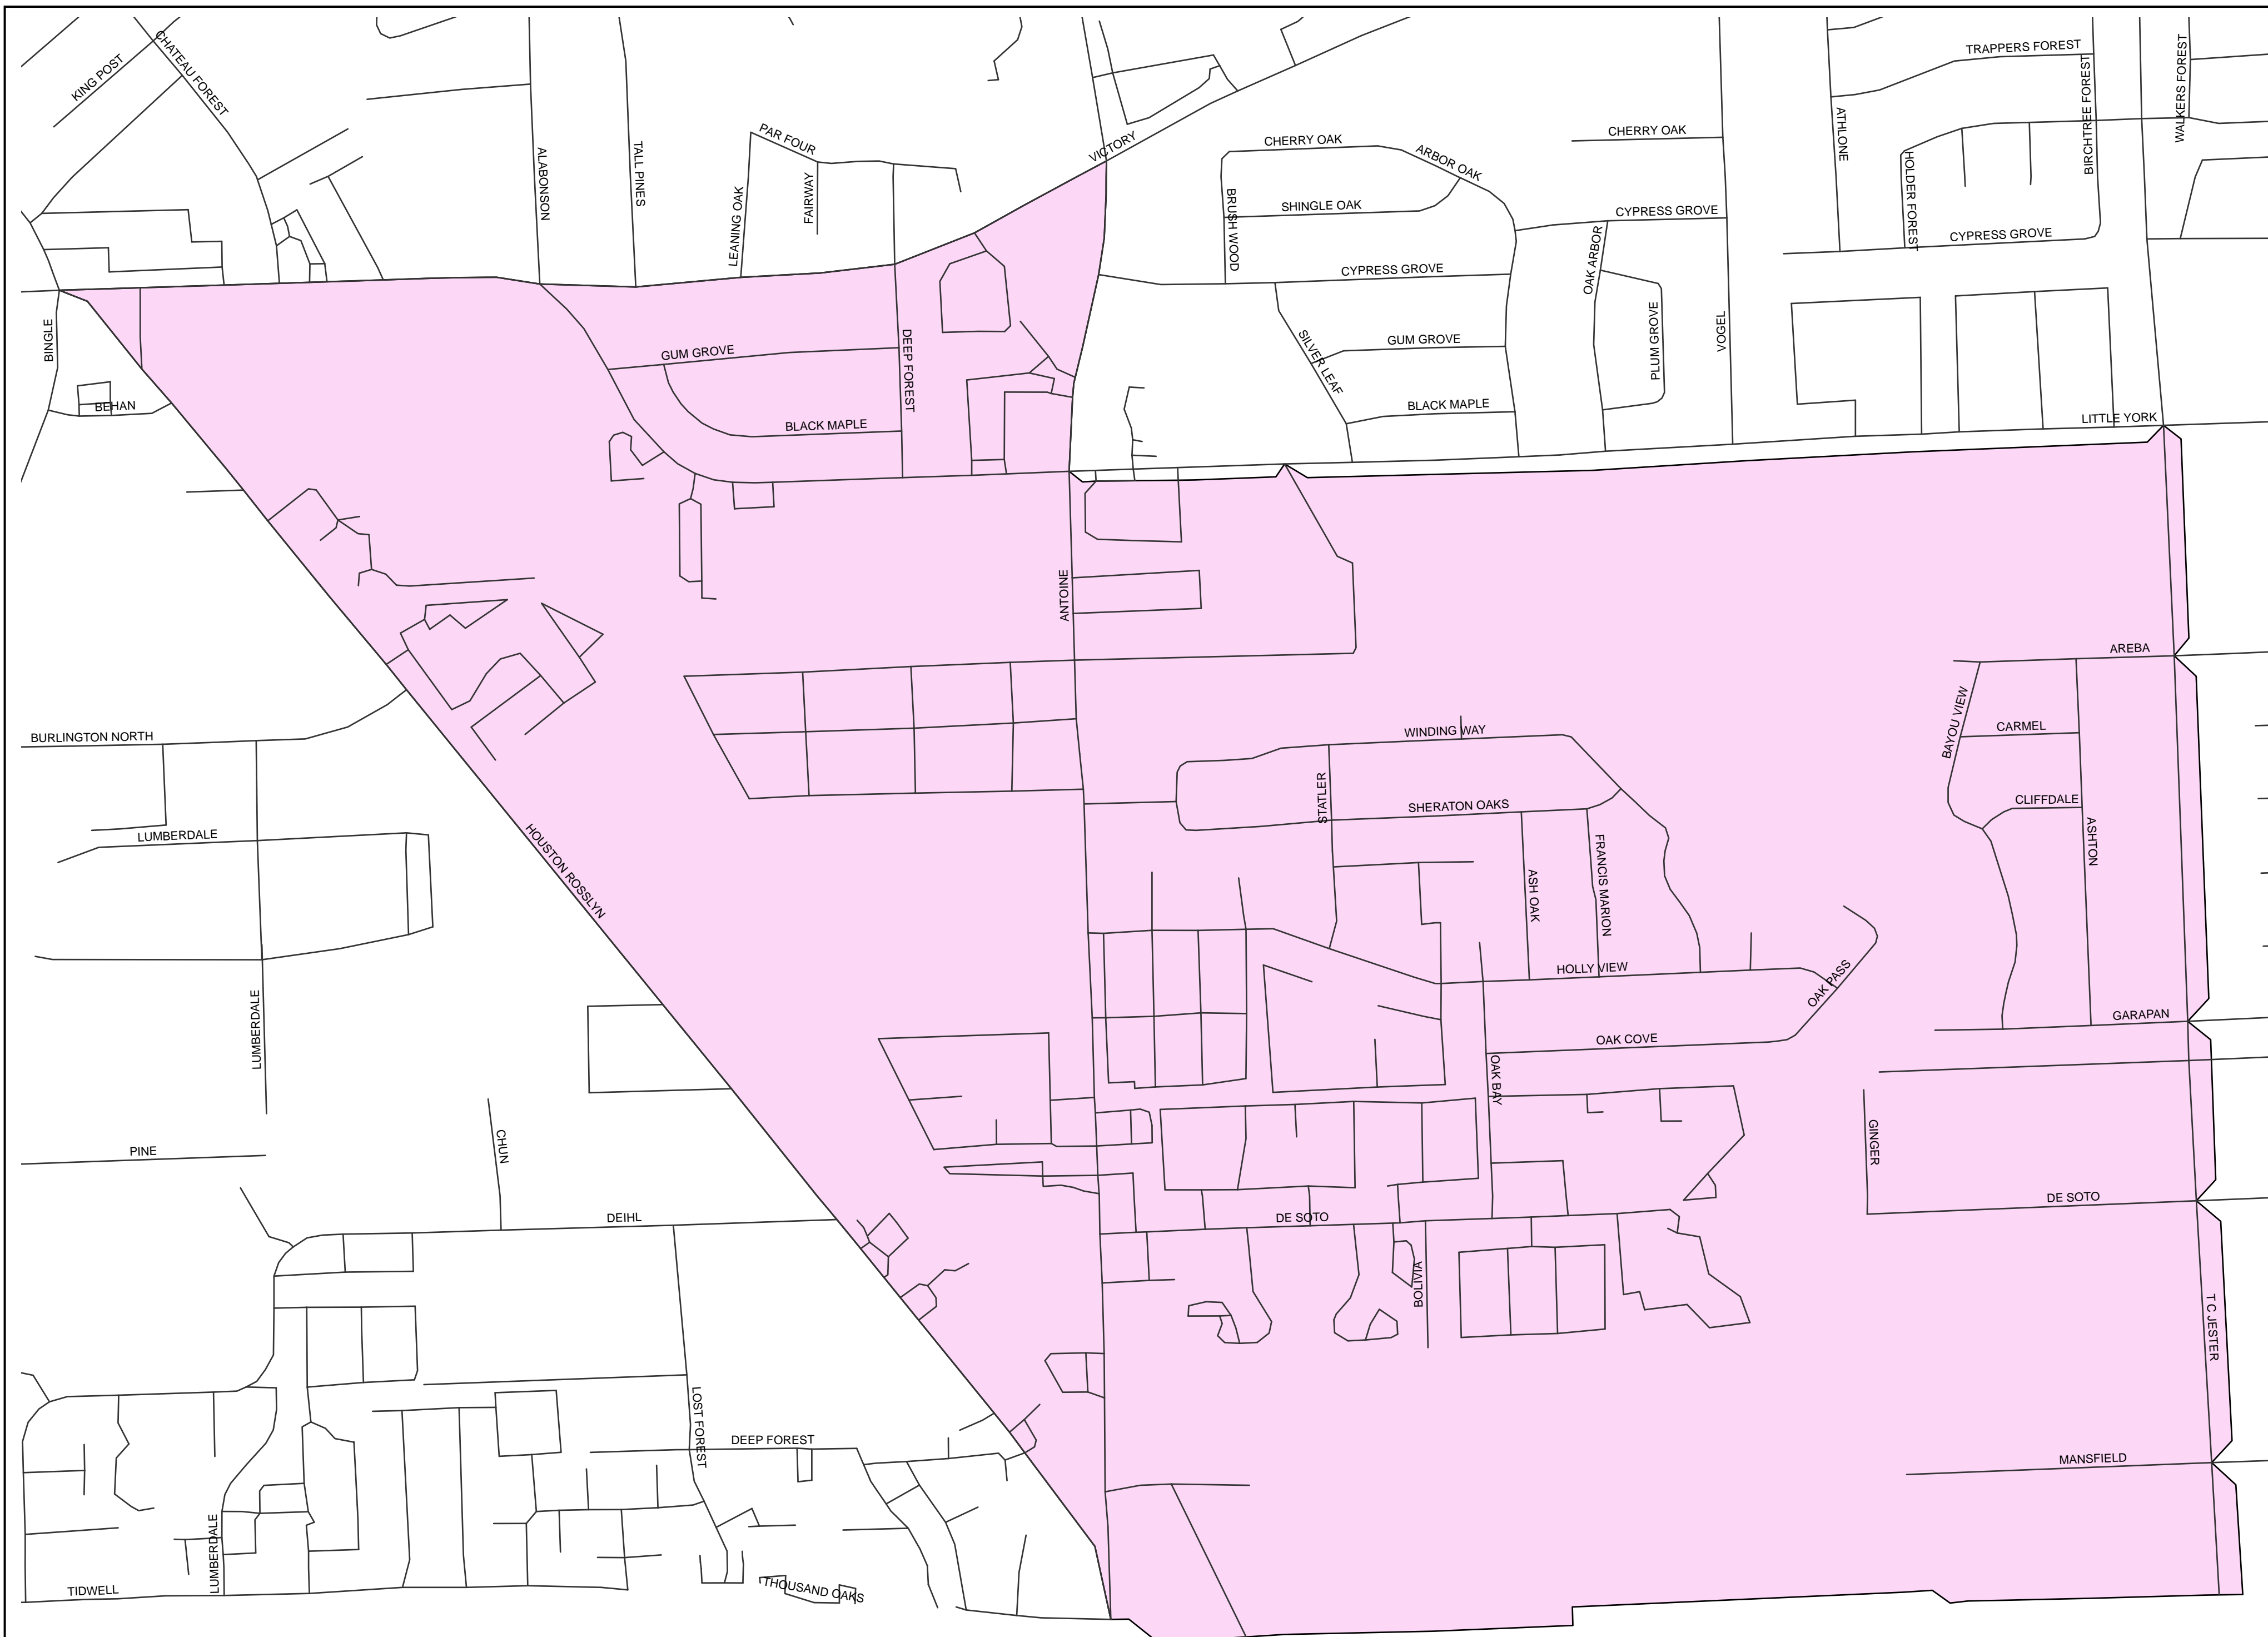 KING POST
CHATEAU FOREST
ALABONSON
TALL PINES
PAR FOUR
LEANING OAK
FAIRWAY
VICTORY
CHERRY OAK
ARBOR OAK
BRUSH WOOD
SHINGLE OAK
CYPRESS GROVE
CHERRY OAK
CYPRESS GROVE
OAK ARBOR
ATHLONE
TRAPPERS FOREST
BIRCHTREE FOREST
WALKERS FOREST
HOLDER FOREST
CYPRESS GROVE
BINGLE
BEHAN
GUM GROVE
DEEP FOREST
BLACK MAPLE
SILVER LEAF
GUM GROVE
BLACK MAPLE
PLUM GROVE
VOGEL
LITTLE YORK
ANTOINE
AREBA
BAYOU VIEW
CARMEL
CLIFFDALE
ASHTON
BURLINGTON NORTH
WINDING WAY
STATLER
SHERATON OAKS
LUMBERDALE
HOUSTON ROSSLYN
ASH OAK
FRANCIS MARION
HOLLY VIEW
OAK PASS
LUMBERDALE
OAK COVE
OAK BAY
GARAPAN
PINE
CHUN
GINGER
DE SOTO
DEIHL
DE SOTO
BOLIVIA
T C JESTER
LOST FOREST
DEEP FOREST
MANSFIELD
LUMBERDALE
TIDWELL
THOUSAND OAKS